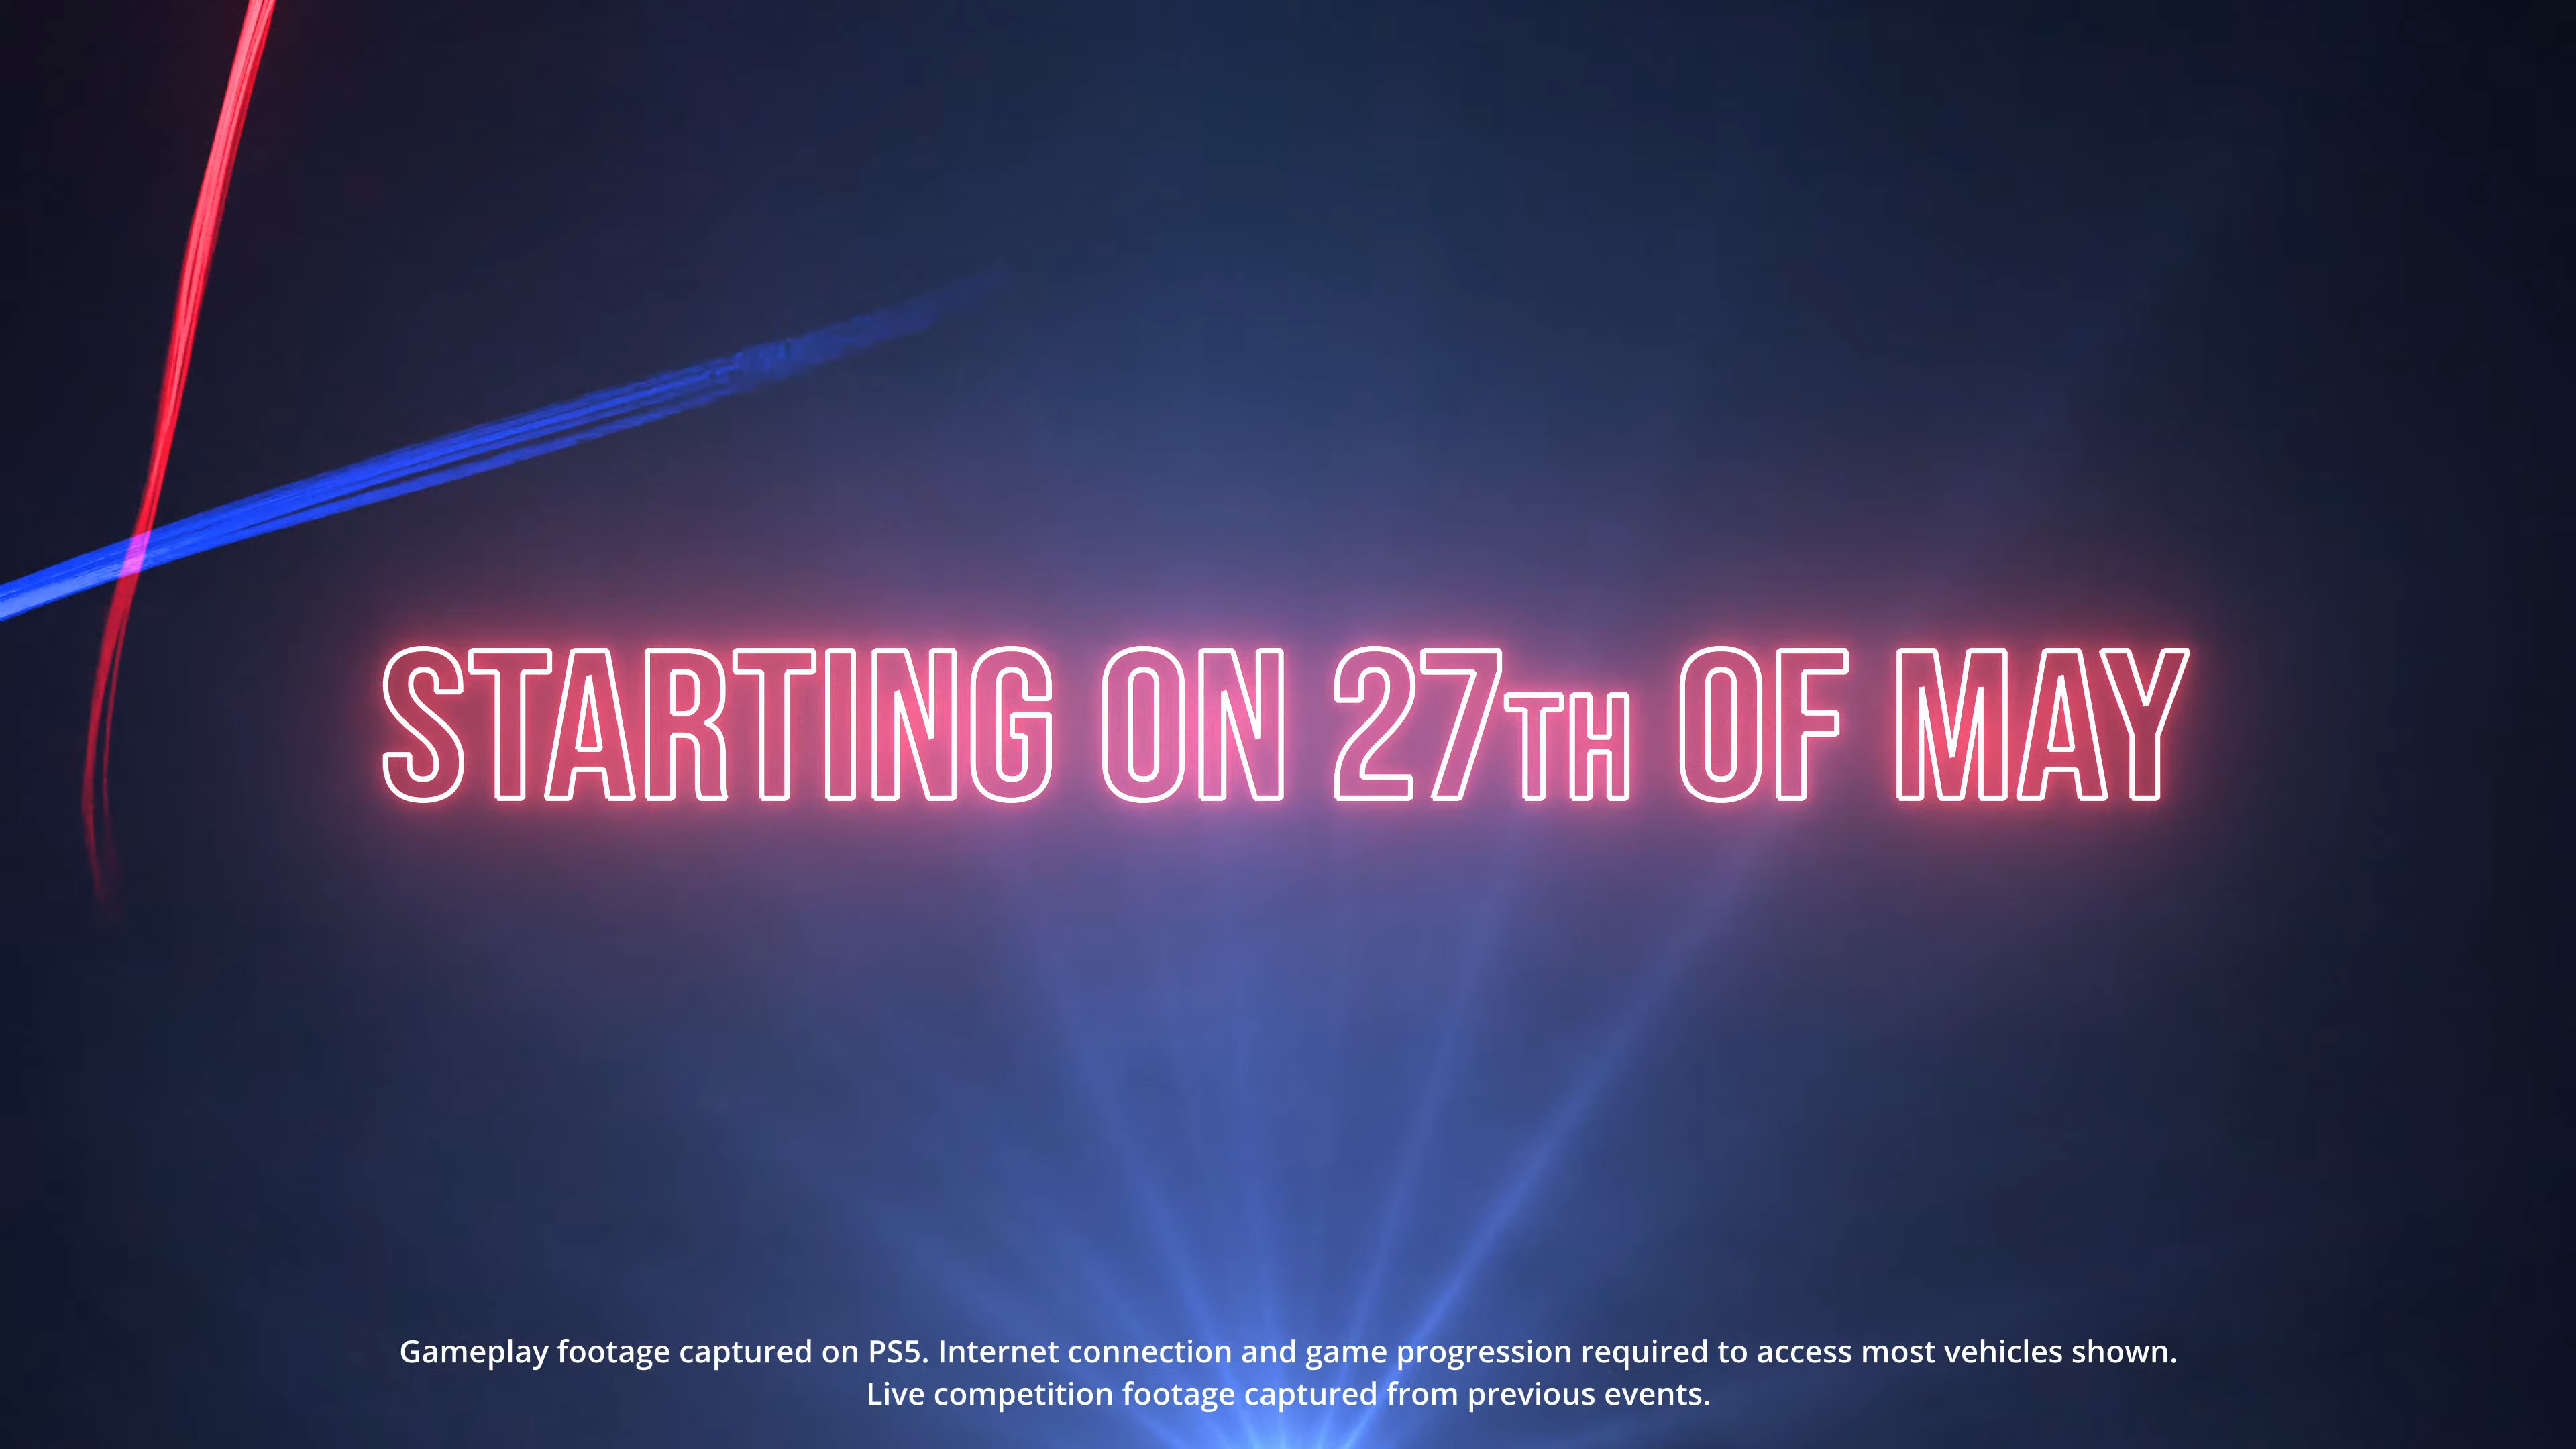 STARTING ON 27TH OF MAY
Gameplay footage captured on PS5. Internet connection and game progression required to access most vehicles shown.
Live competition footage captured from previous events.